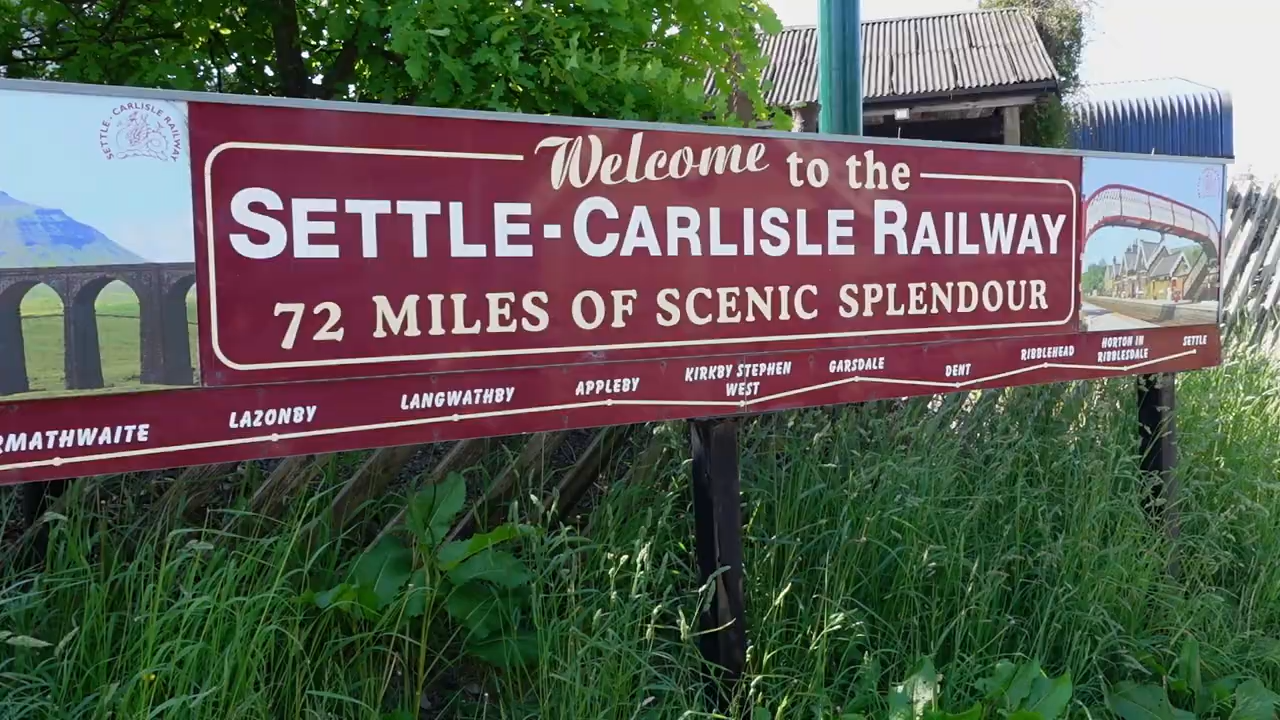 SETTLE - CARLISLE RAILWAY
Welcome to the
SETTLE-CARLISLE RAILWAY
72 MILES OF SCENIC SPLENDOUR
RMATHWAITE
LAZONBY
LANGWATHBY
APPLEBY
KIRKBY STEPHEN
WEST
GARSDALE
DENT
RIBBLEHEAD
HORTON IN
RIBBLESDALE
SETTLE